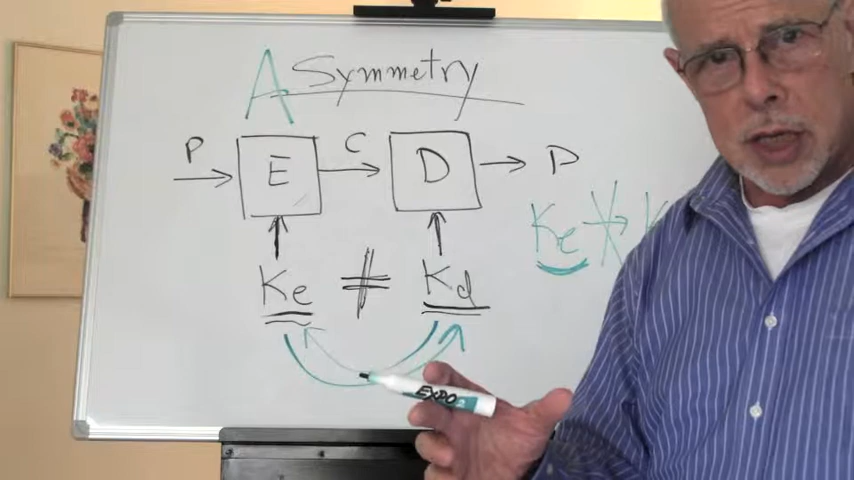 ASymmetry
P E C D P
Ke ≠ Kd
Ke
EXPO